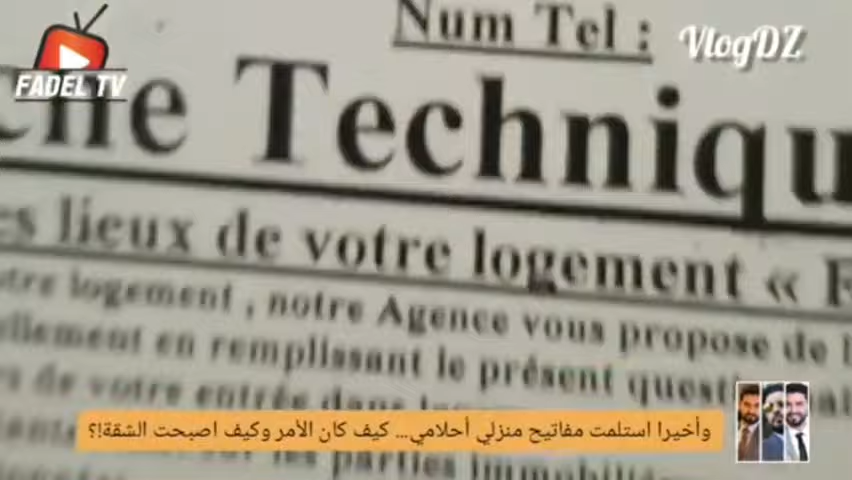 Num Tel :
VlogDZ
FADEL TV
che Techniqu
es lieux de votre logement « F
tre logement , notre Agence vous propose de l
ellement en remplissant le présent questi
de votre entrée dans
وأخيرا استلمت مفاتيح منزلي أحلامي... كيف كان الأمر وكيف اصبحت الشقة!؟
les parties immobiliè